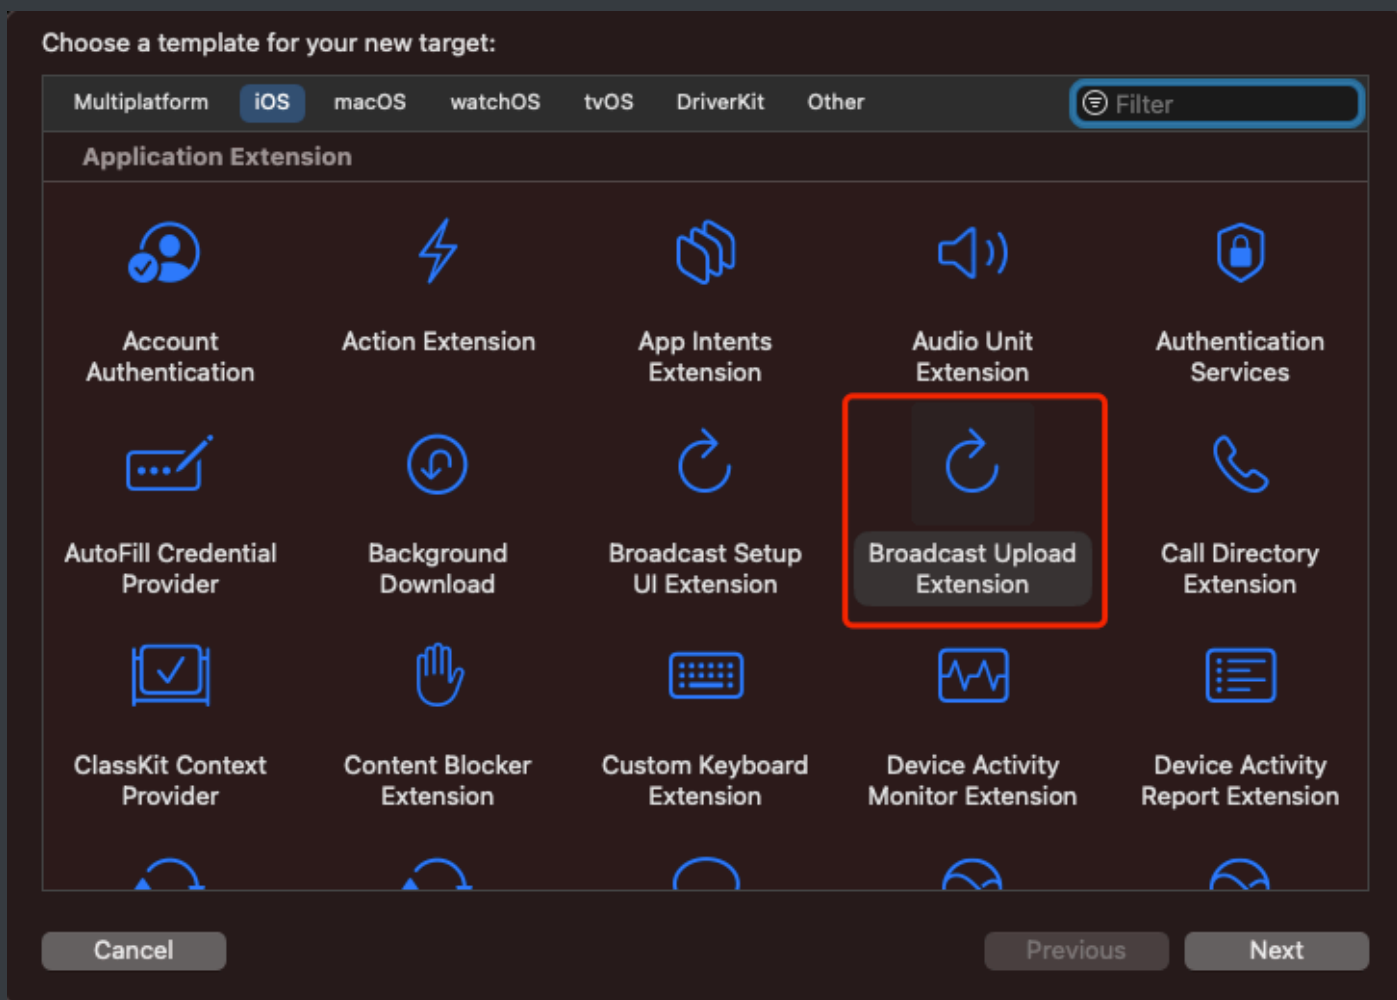 Choose a template for your new target:
Multiplatform iOS macOS watchOS tvOS DriverKit Other Filter
Application Extension
Account Action Extension App Intents Audio Unit Authentication
Authentication Extension Extension Services
AutoFill Credential Background Broadcast Setup Broadcast Upload Call Directory
Provider Download UI Extension Extension Extension
ClassKit Context Content Blocker Custom Keyboard Device Activity Device Activity
Provider Extension Extension Monitor Extension Report Extension
Cancel Previous Next